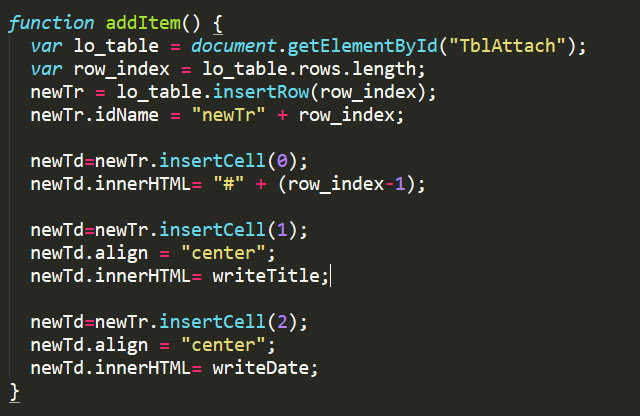 function addItem() {
var lo_table = document.getElementById("TblAttach");
var row_index = lo_table.rows.length;
newTr = lo_table.insertRow(row_index);
newTr.idName = "newTr" + row_index;
newTd=newTr.insertCell(0);
newTd.innerHTML= "#" + (row_index-1);
newTd=newTr.insertCell(1);
newTd.align = "center";
newTd.innerHTML= writeTitle;
newTd=newTr.insertCell(2);
newTd.align = "center";
newTd.innerHTML= writeDate;
}